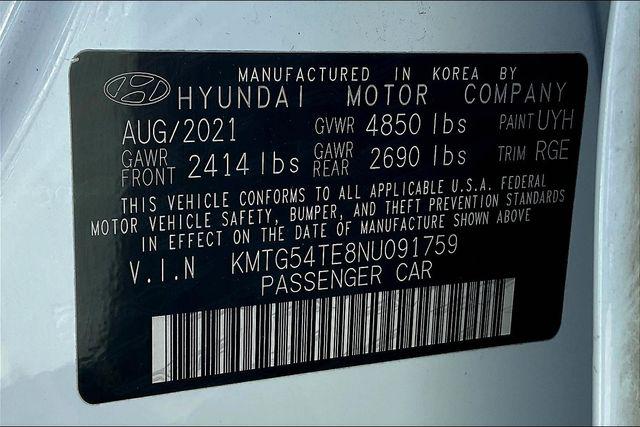 MANUFACTURED IN KOREA BY
HYUNDAI MOTOR COMPANY
AUG/2021 GVWR 4850 lbs PAINT UYH
GAWR FRONT 2414 lbs GAWR REAR 2690 lbs TRIM RGE
THIS VEHICLE CONFORMS TO ALL APPLICABLE U.S.A. FEDERAL
MOTOR VEHICLE SAFETY, BUMPER, AND THEFT PREVENTION STANDARDS
IN EFFECT ON THE DATE OF MANUFACTURE SHOWN ABOVE
V.I.N KMTG54TE8NU091759
PASSENGER CAR